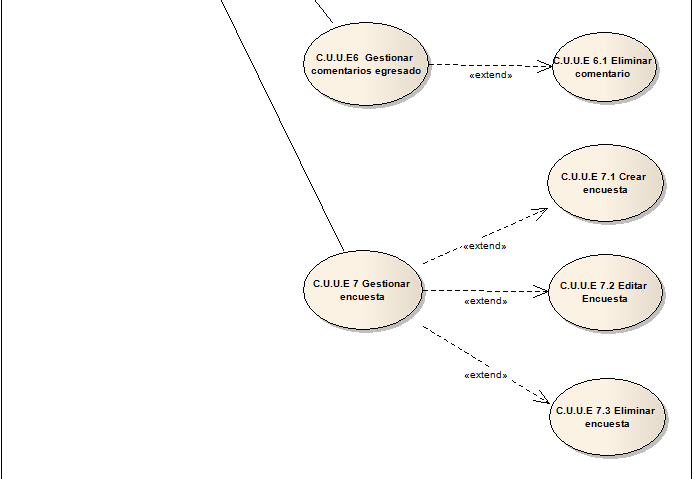 C.U.U.E6 Gestionar
comentarios egresado
«extend»
C.U.U.E 6.1 Eliminar
comentario
C.U.U.E 7.1 Crear
encuesta
«extend»
C.U.U.E 7 Gestionar
encuesta
«extend»
C.U.U.E 7.2 Editar
Encuesta
«extend»
C.U.U.E 7.3 Eliminar
encuesta